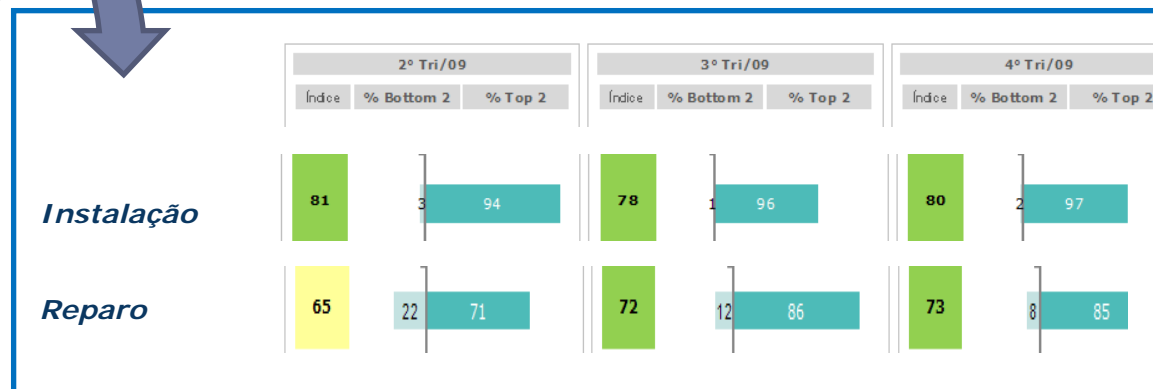 2º Tri/09 3º Tri/09 4º Tri/09
Índice % Bottom 2 % Top 2 Índice % Bottom 2 % Top 2 Índice % Bottom 2 % Top 2
Instalação 81 3 94 78 1 96 80 2 97
Reparo 65 22 71 72 12 86 73 8 85